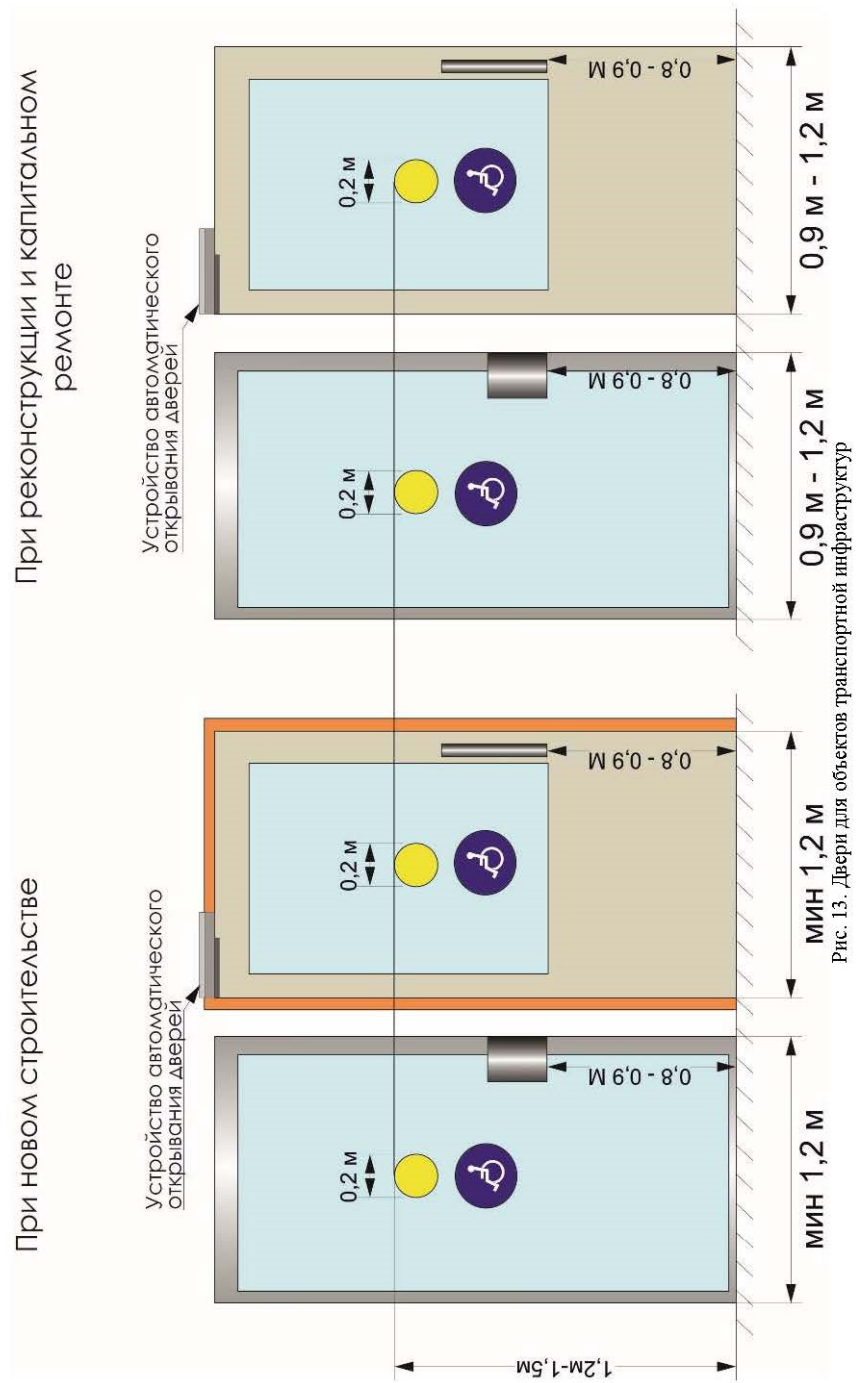 При новом строительстве
Устройство автоматического
открывания дверей
0,2 м
0,2 м
1,2м-1,5м
0,8 - 0,9 М
0,8 - 0,9 М
мин 1,2 м
мин 1,2 м
При реконструкции и капитальном
ремонте
Устройство автоматического
открывания дверей
0,2 м
0,2 м
0,8 - 0,9 М
0,8 - 0,9 М
0,9 м - 1,2 м
0,9 м - 1,2 м
Рис. 13. Двери для объектов транспортной инфраструктур